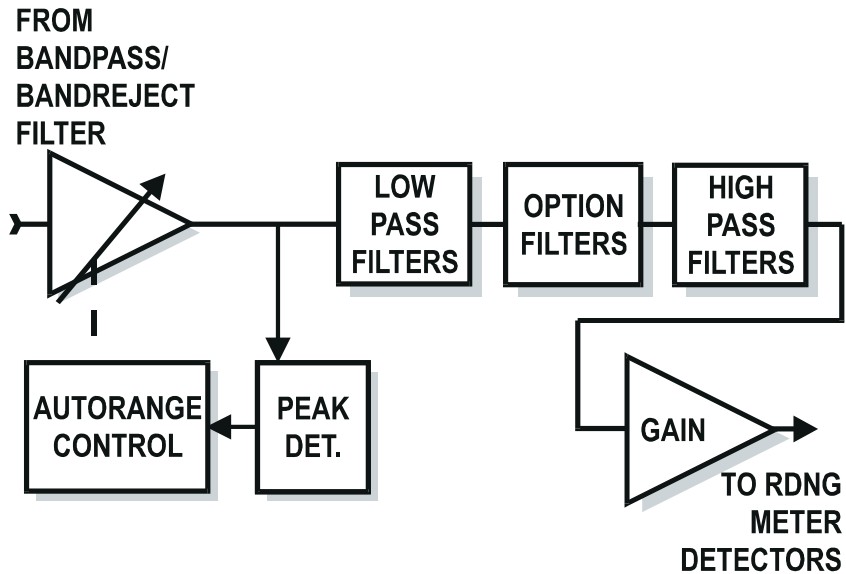 FROM
BANDPASS/
BANDREJECT
FILTER
LOW
PASS
FILTERS
OPTION
FILTERS
HIGH
PASS
FILTERS
AUTORANGE
CONTROL
PEAK
DET.
GAIN
TO RDNG
METER
DETECTORS